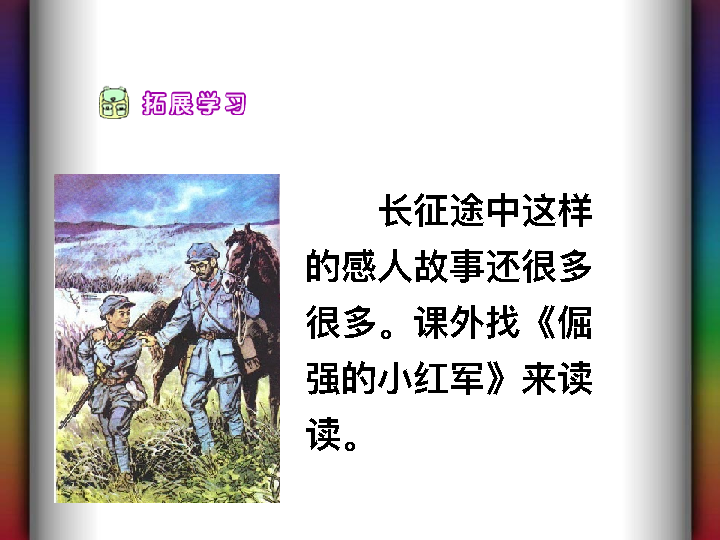 拓展学习
长征途中这样
的感人故事还很多
很多。课外找《倔
强的小红军》来读
读。